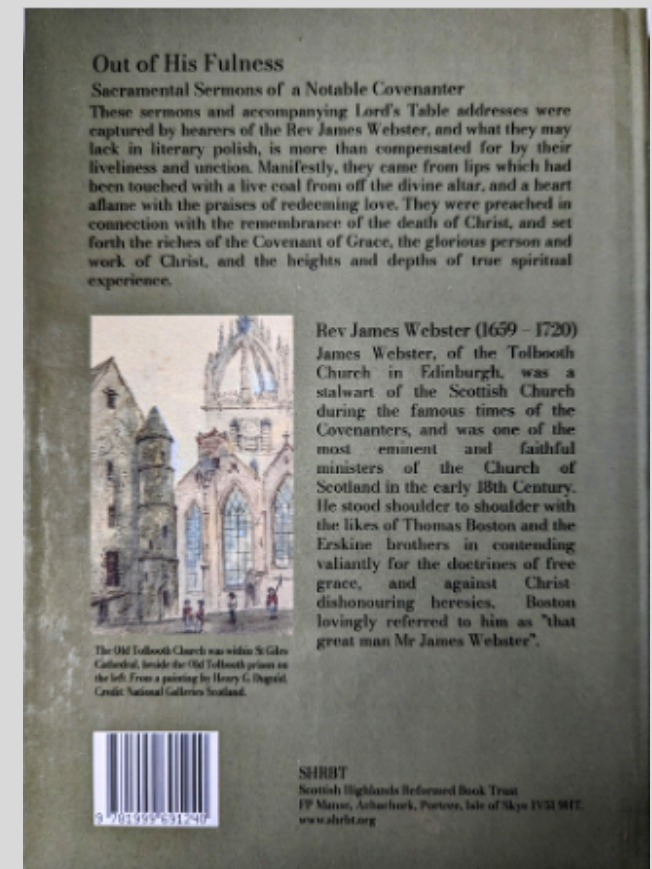 Out of His Fulness
Sacramental Sermons of a Notable Covenanter
These sermons and accompanying Lord's Table addresses were
captured by hearers of the Rev James Webster, and what they may
lack in literary polish, is more than compensated for by their
liveliness and unction. Manifestly, they came from lips which had
been touched with a live coal from off the divine altar, and a heart
aflame with the praises of redeeming love. They were preached in
connection with the remembrance of the death of Christ, and set
forth the riches of the Covenant of Grace, the glorious person and
work of Christ, and the heights and depths of true spiritual
experience.
Rev James Webster (1659 – 1720)
James Webster, of the Tolbooth
Church in Edinburgh, was a
stalwart of the Scottish Church
during the famous times of the
Covenanters, and was one of the
most eminent and faithful
ministers of the Church of
Scotland in the early 18th Century.
He stood shoulder to shoulder with
the likes of Thomas Boston and the
Erskine brothers in contending
valiantly for the doctrines of free
grace, and against Christ
dishonouring heresies. Boston
lovingly referred to him as "that
great man Mr James Webster".
The Old Tolbooth Church was within St Giles
Cathedral, beside the Old Tolbooth prison on
the left. From a painting by Henry G Duguid.
Credit: National Galleries Scotland.
9 781999 691240
SHRBT
Scottish Highlands Reformed Book Trust
FP Manse, Achachork, Portree, Isle of Skye IV51 9HT.
www.shrbt.org